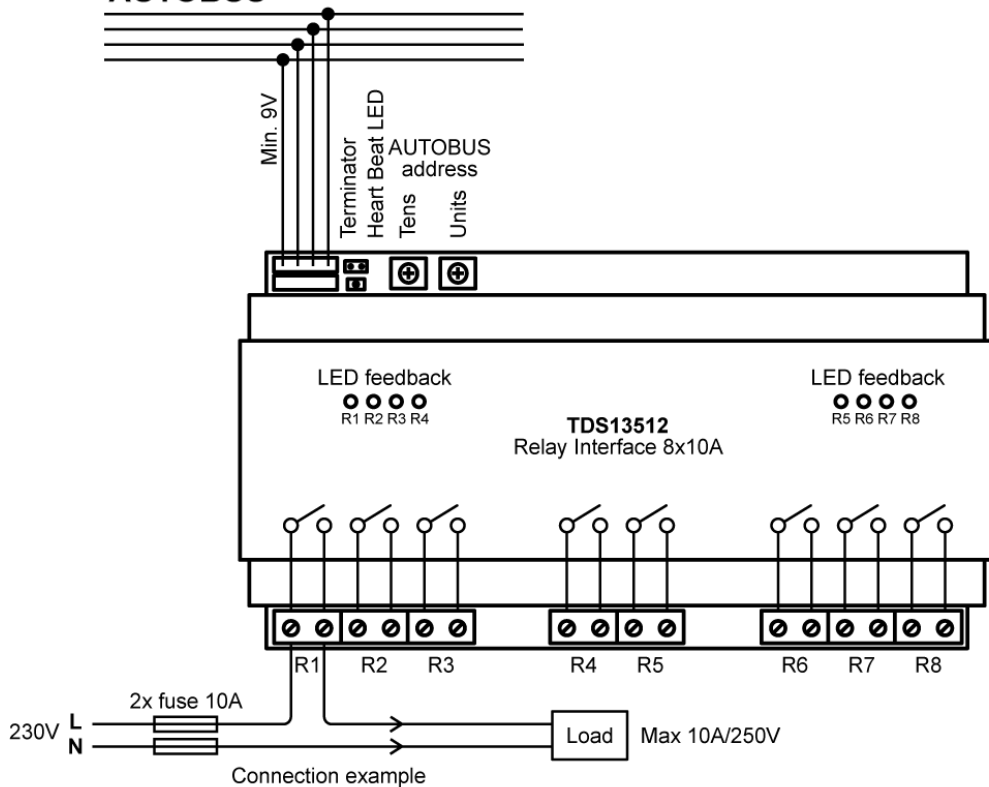 AUTOBUS
Min. 9V
Terminator
Heart Beat LED
AUTOBUS
address
Tens
Units
LED feedback
R1 R2 R3 R4
LED feedback
R5 R6 R7 R8
TDS13512
Relay Interface 8x10A
R1 R2 R3 R4 R5 R6 R7 R8
2x fuse 10A
230V L
N
Load Max 10A/250V
Connection example